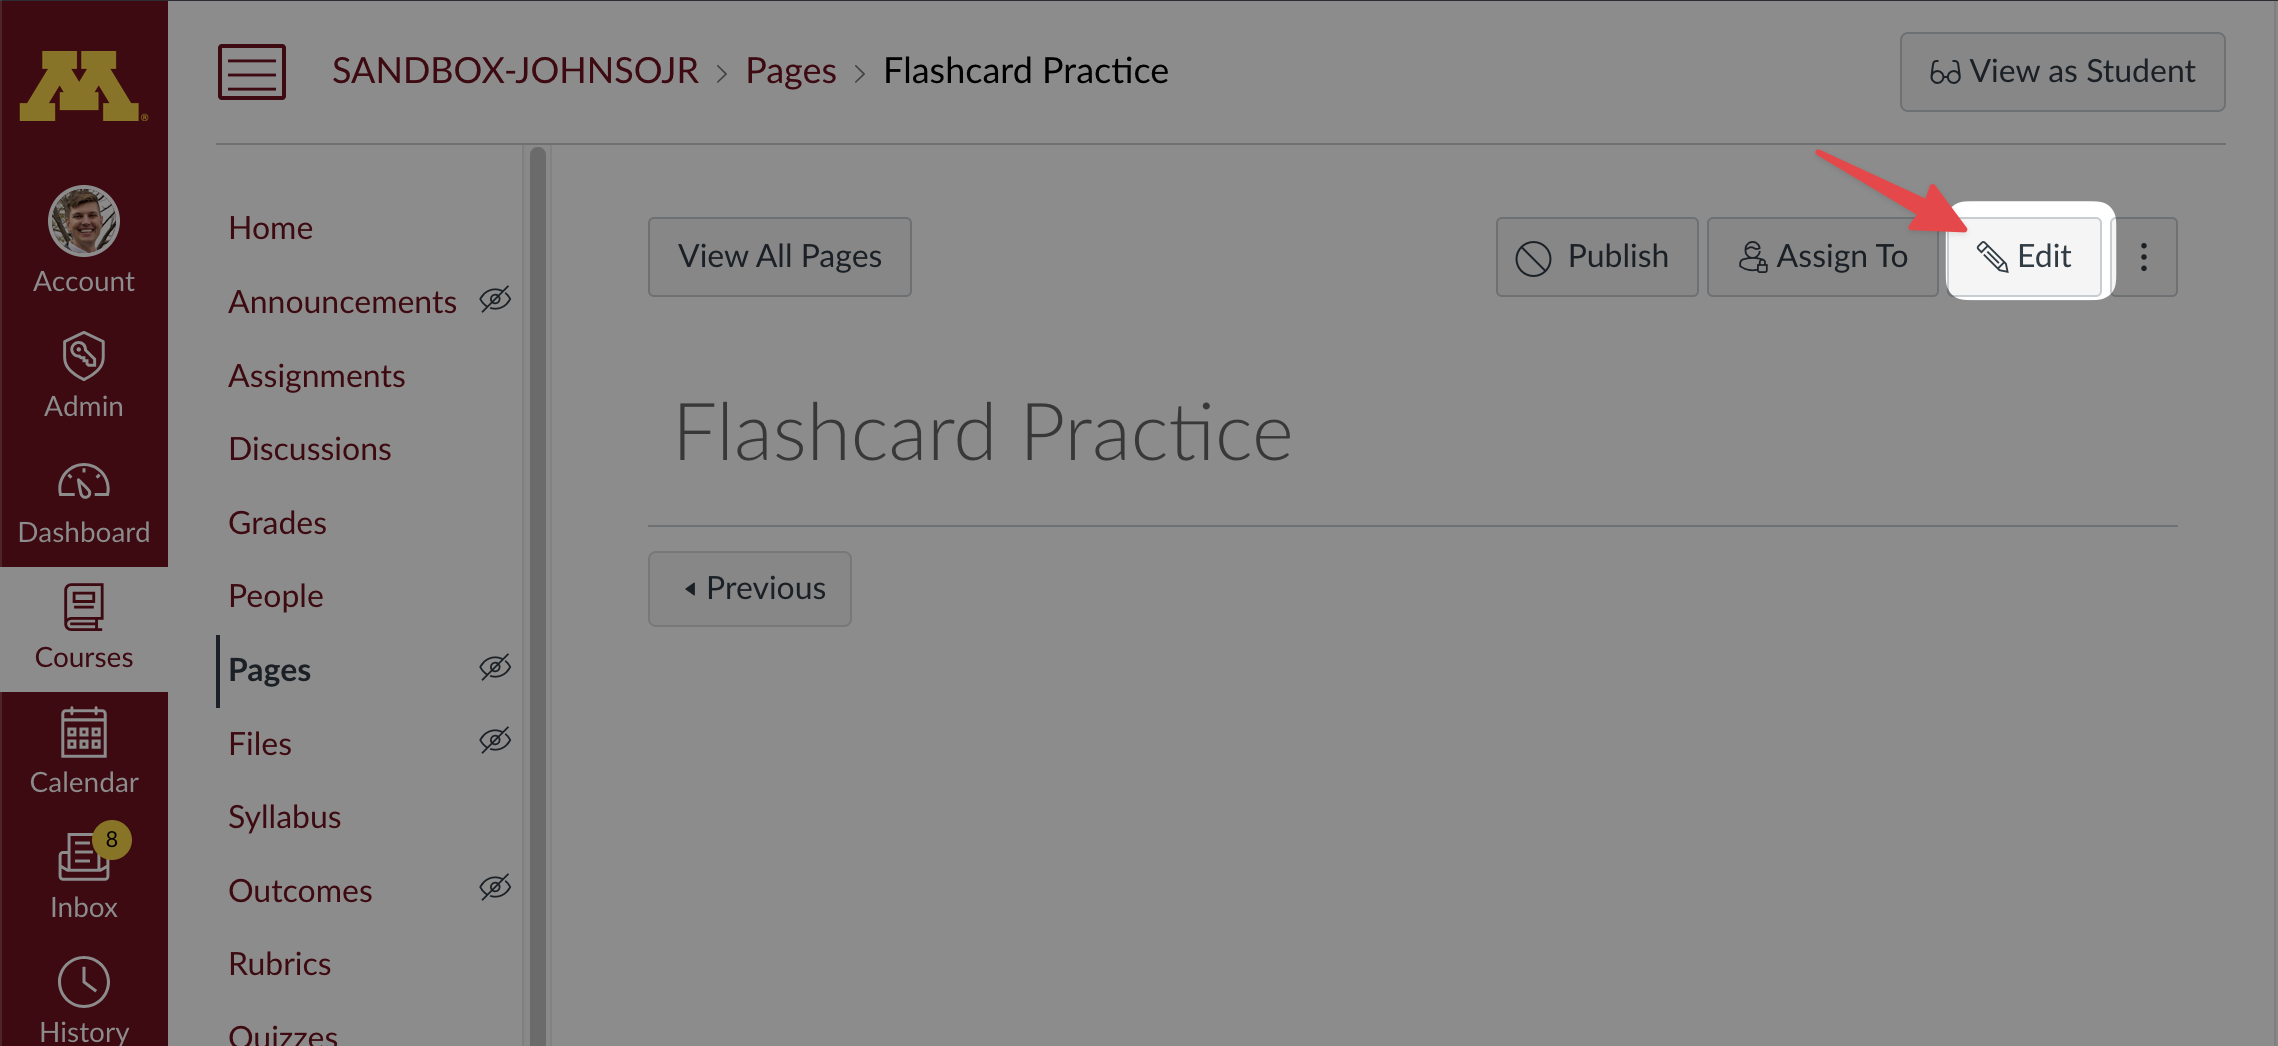 SANDBOX-JOHNSOJR > Pages > Flashcard Practice
View as Student
Account
Admin
Dashboard
Courses
Calendar
8
Inbox
History
Home
Announcements
Assignments
Discussions
Grades
People
Pages
Files
Syllabus
Outcomes
Rubrics
Quizzes
View All Pages
Publish
Assign To
Edit
Flashcard Practice
Previous